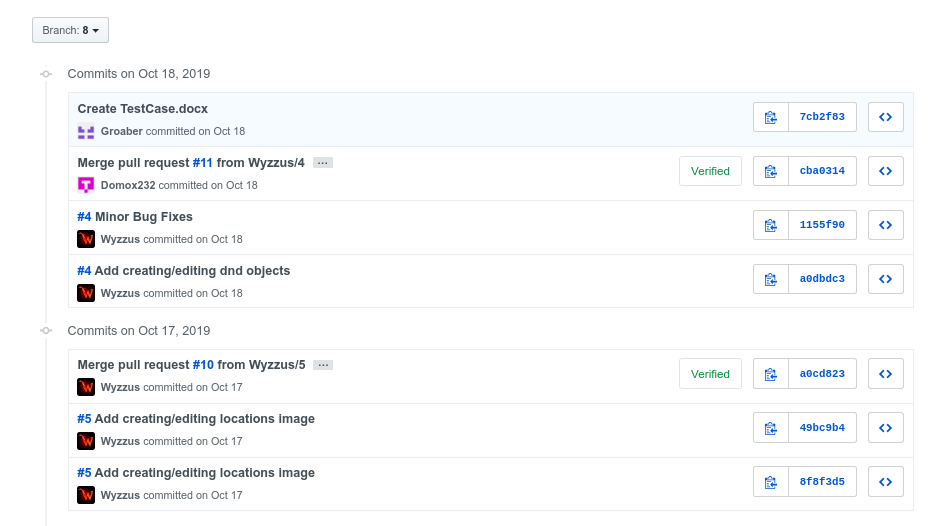 Branch: 8
Commits on Oct 18, 2019
Create TestCase.docx
7cb2f83
Groaber committed on Oct 18
Merge pull request #11 from Wyzzus/4 ...
Verified
cba0314
Domox232 committed on Oct 18
#4 Minor Bug Fixes
1155f90
Wyzzus committed on Oct 18
#4 Add creating/editing dnd objects
a0dbdc3
Wyzzus committed on Oct 18
Commits on Oct 17, 2019
Merge pull request #10 from Wyzzus/5 ...
Verified
a0cd823
Wyzzus committed on Oct 17
#5 Add creating/editing locations image
49bc9b4
Wyzzus committed on Oct 17
#5 Add creating/editing locations image
8f8f3d5
Wyzzus committed on Oct 17